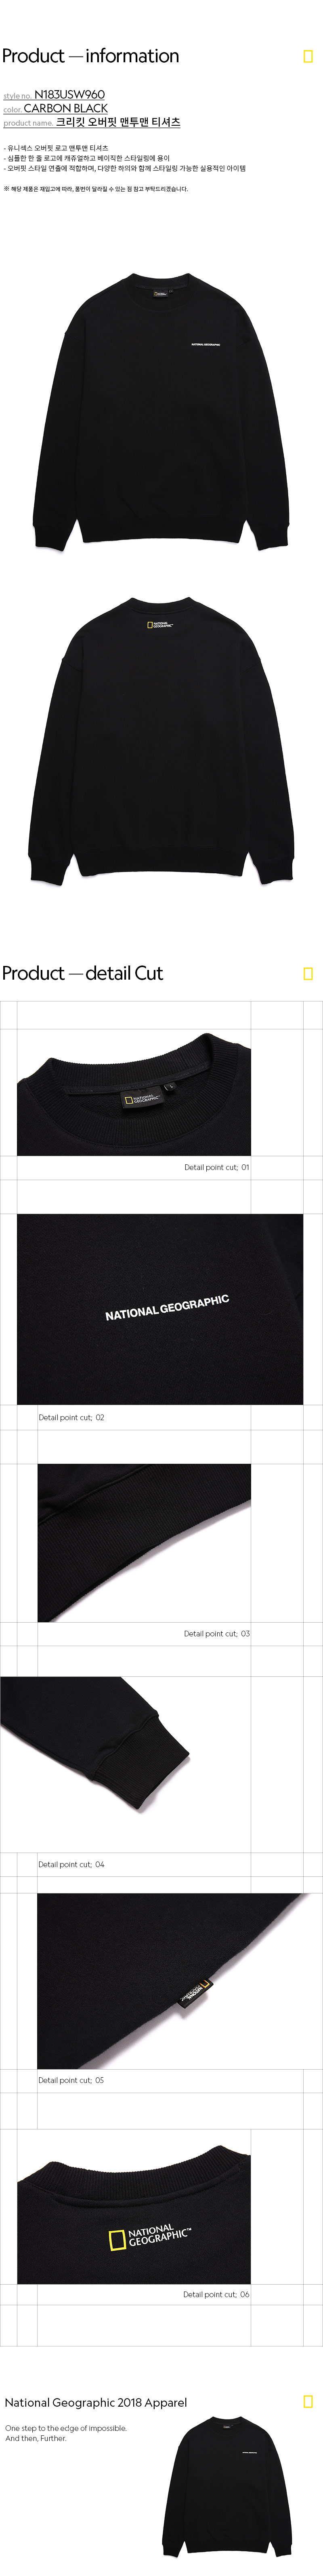 Product — information
style no. N183USW960
color. CARBON BLACK
product name. 크리킷 오버핏 맨투맨 티셔츠
- 유니섹스 오버핏 로고 맨투맨 티셔츠
- 심플한 한 줄 로고에 캐쥬얼하고 베이직한 스타일링에 용이
- 오버핏 스타일 연출에 적합하며, 다양한 하의와 함께 스타일링 가능한 실용적인 아이템
※ 해당 제품은 재입고에 따라, 품번이 달라질 수 있는 점 참고 부탁드리겠습니다.
NATIONAL GEOGRAPHIC
NATIONAL
GEOGRAPHIC™
Product — detail Cut
NATIONAL
GEOGRAPHIC
L
Detail point cut; 01
NATIONAL GEOGRAPHIC
Detail point cut; 02
Detail point cut; 03
Detail point cut; 04
NATIONAL
GEOGRAPHIC
Detail point cut; 05
NATIONAL
GEOGRAPHIC™
Detail point cut; 06
National Geographic 2018 Apparel
One step to the edge of impossible.
And then, Further.